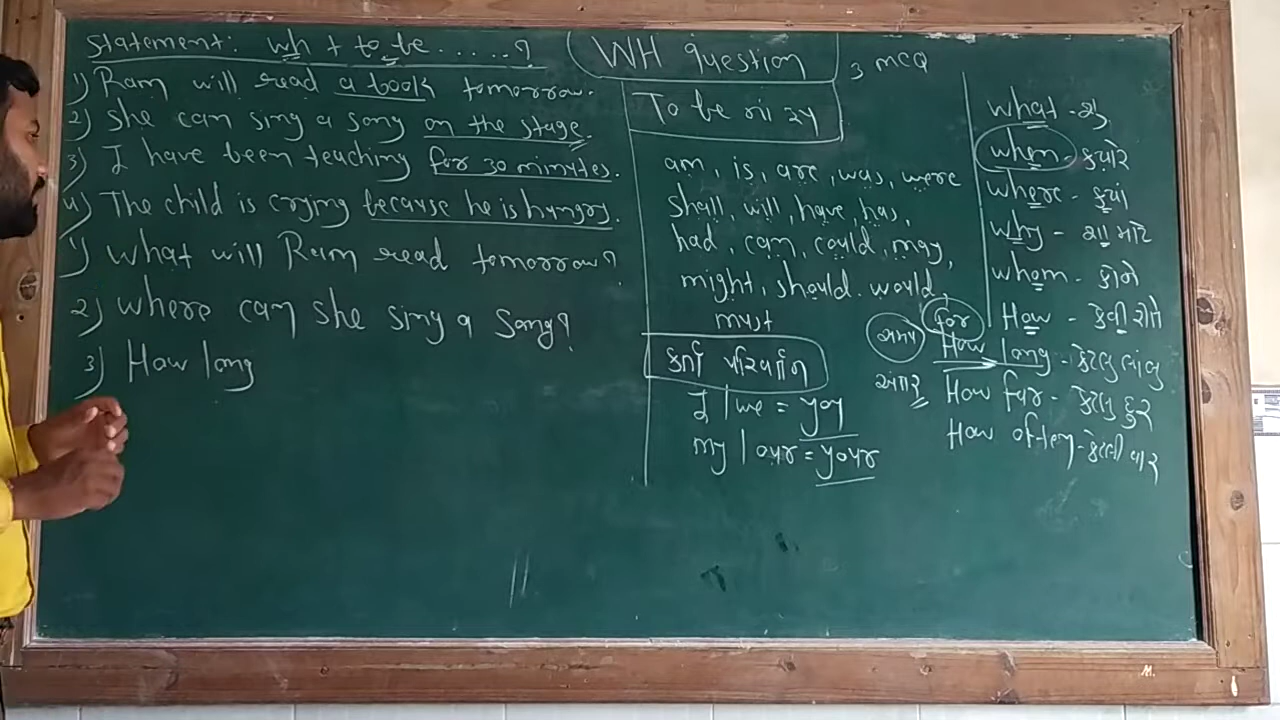 Statement: wh + to be ......?
1) Ram will read a book tomorrow.
2) She can sing a song on the stage.
3) I have been teaching for 30 minutes.
4) The child is crying because he is hungry.
1) What will Ram read tomorrow?
2) Where can she sing a song?
3) How long
WH question
3 MCQ
To be ના રૂપ
am, is, are, was, were
Shall, will, have, has,
had, can, could, may,
might, should, would,
must
કર્તા પરિવર્તન
I / we = you
my / our = your
what - શું
when - ક્યારે
where - ક્યાં
why - શા માટે
whom - કોને
How - કેવી રીતે
સમય for How long - કેટલું લાંબુ
અંતર How far - કેટલું દુર
How often - કેટલી વાર